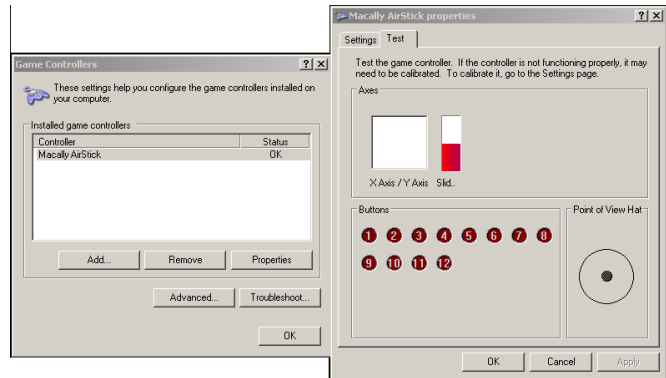 Game Controllers
These settings help you configure the game controllers installed on
your computer.
Installed game controllers
Controller Status
Macally AirStick OK
Add... Remove Properties
Advanced... Troubleshoot...
OK
Macally AirStick properties
Settings Test
Test the game controller. If the controller is not functioning properly, it may
need to be calibrated. To calibrate it, go to the Settings page.
Axes
X Axis / Y Axis Slid..
Buttons
1 2 3 4 5 6 7 8
9 10 11 12
Point of View Hat
OK Cancel Apply